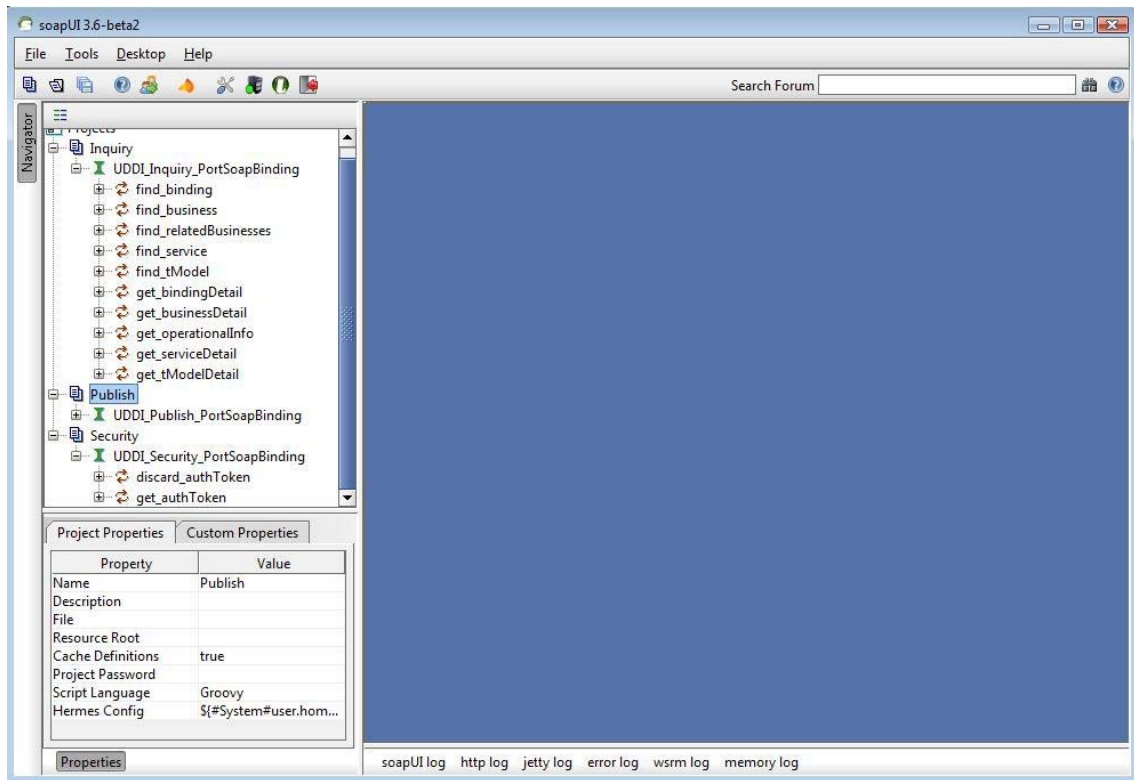 soapUI 3.6-beta2
File Tools Desktop Help
Search Forum
Navigator
Projects
Inquiry
UDDI_Inquiry_PortSoapBinding
find_binding
find_business
find_relatedBusinesses
find_service
find_tModel
get_bindingDetail
get_businessDetail
get_operationalInfo
get_serviceDetail
get_tModelDetail
Publish
UDDI_Publish_PortSoapBinding
Security
UDDI_Security_PortSoapBinding
discard_authToken
get_authToken
Project Properties Custom Properties
Property Value
Name Publish
Description
File
Resource Root
Cache Definitions true
Project Password
Script Language Groovy
Hermes Config ${#System#user.hom...
Properties
soapUI log http log jetty log error log wsrm log memory log